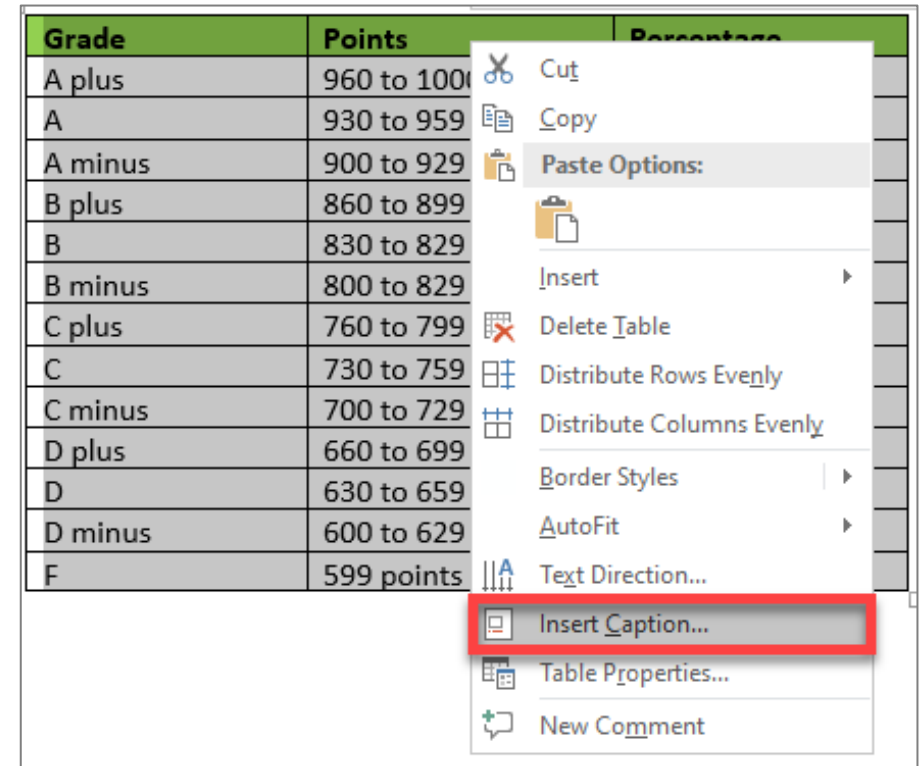 Grade Points Percentage
A plus 960 to 1000
A 930 to 959
A minus 900 to 929
B plus 860 to 899
B 830 to 829
B minus 800 to 829
C plus 760 to 799
C 730 to 759
C minus 700 to 729
D plus 660 to 699
D 630 to 659
D minus 600 to 629
F 599 points
Cut
Copy
Paste Options:
Insert
Delete Table
Distribute Rows Evenly
Distribute Columns Evenly
Border Styles
AutoFit
Text Direction...
Insert Caption...
Table Properties...
New Comment